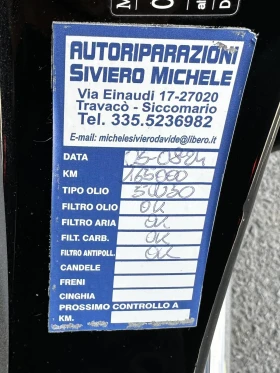 AUTORIPARAZIONI
SIVIERO MICHELE
Via Einaudi 17-27020
Travacò - Siccomario
Tel. 335.5236982
E-mail: michelesivierodavide@libero.it
DATA
KM 165000
TIPO OLIO 5W30
FILTRO OLIO OK
FILTRO ARIA OK
FILT. CARB. OK
FILTRO ANTIPOLL. OK
CANDELE
FRENI
CINGHIA
PROSSIMO CONTROLLO A
KM.